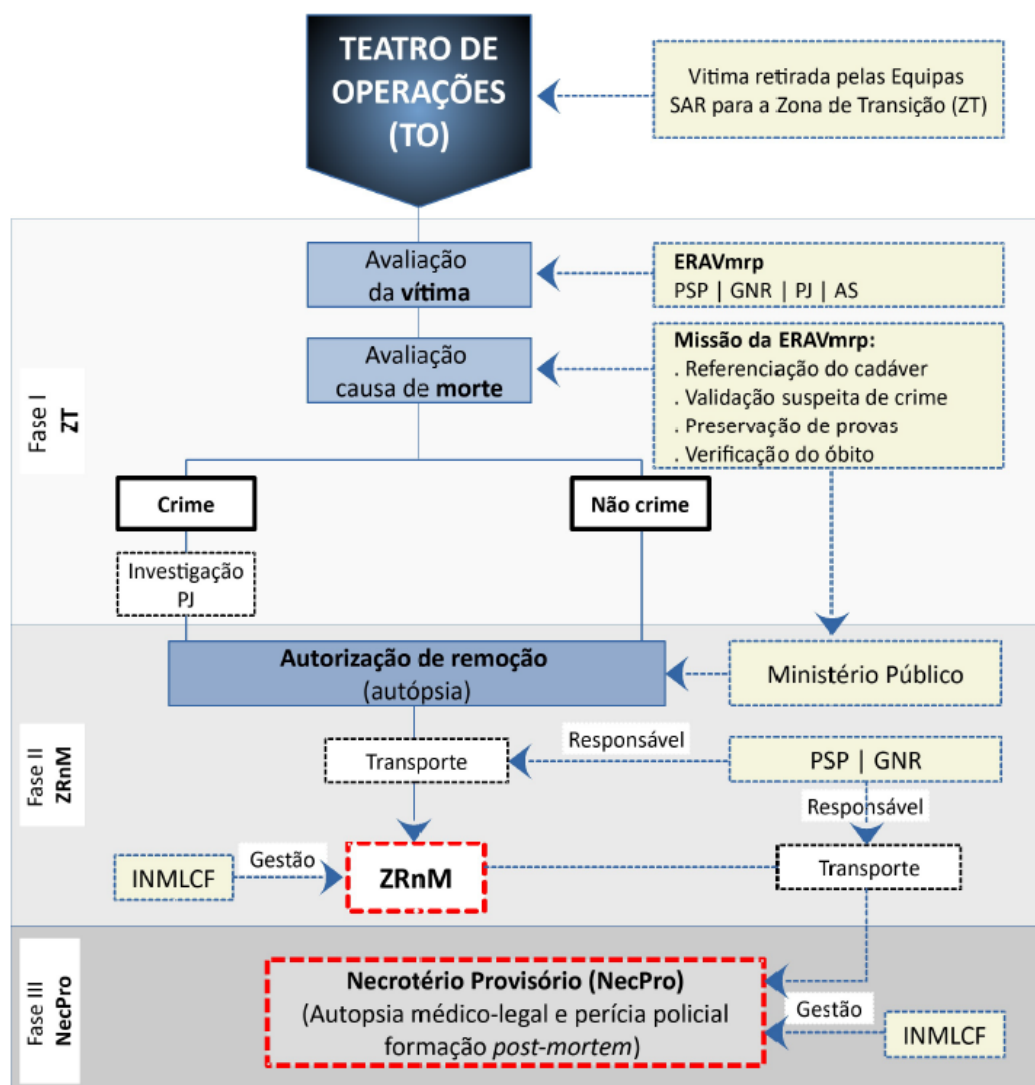 TEATRO DE
OPERAÇÕES
(TO)
Vitima retirada pelas Equipas
SAR para a Zona de Transição (ZT)
Fase I
ZT
Avaliação
da vítima
ERAVmrp
PSP | GNR | PJ | AS
Avaliação
causa de morte
Missão da ERAVmrp:
. Referenciação do cadáver
. Validação suspeita de crime
. Preservação de provas
. Verificação do óbito
Crime
Não crime
Investigação
PJ
Fase II
ZRnM
Autorização de remoção
(autópsia)
Ministério Público
Transporte
Responsável
PSP | GNR
Responsável
INMLCF
Gestão
ZRnM
Transporte
Fase III
NecPro
Necrotério Provisório (NecPro)
(Autopsia médico-legal e perícia policial
formação post-mortem)
Gestão
INMLCF